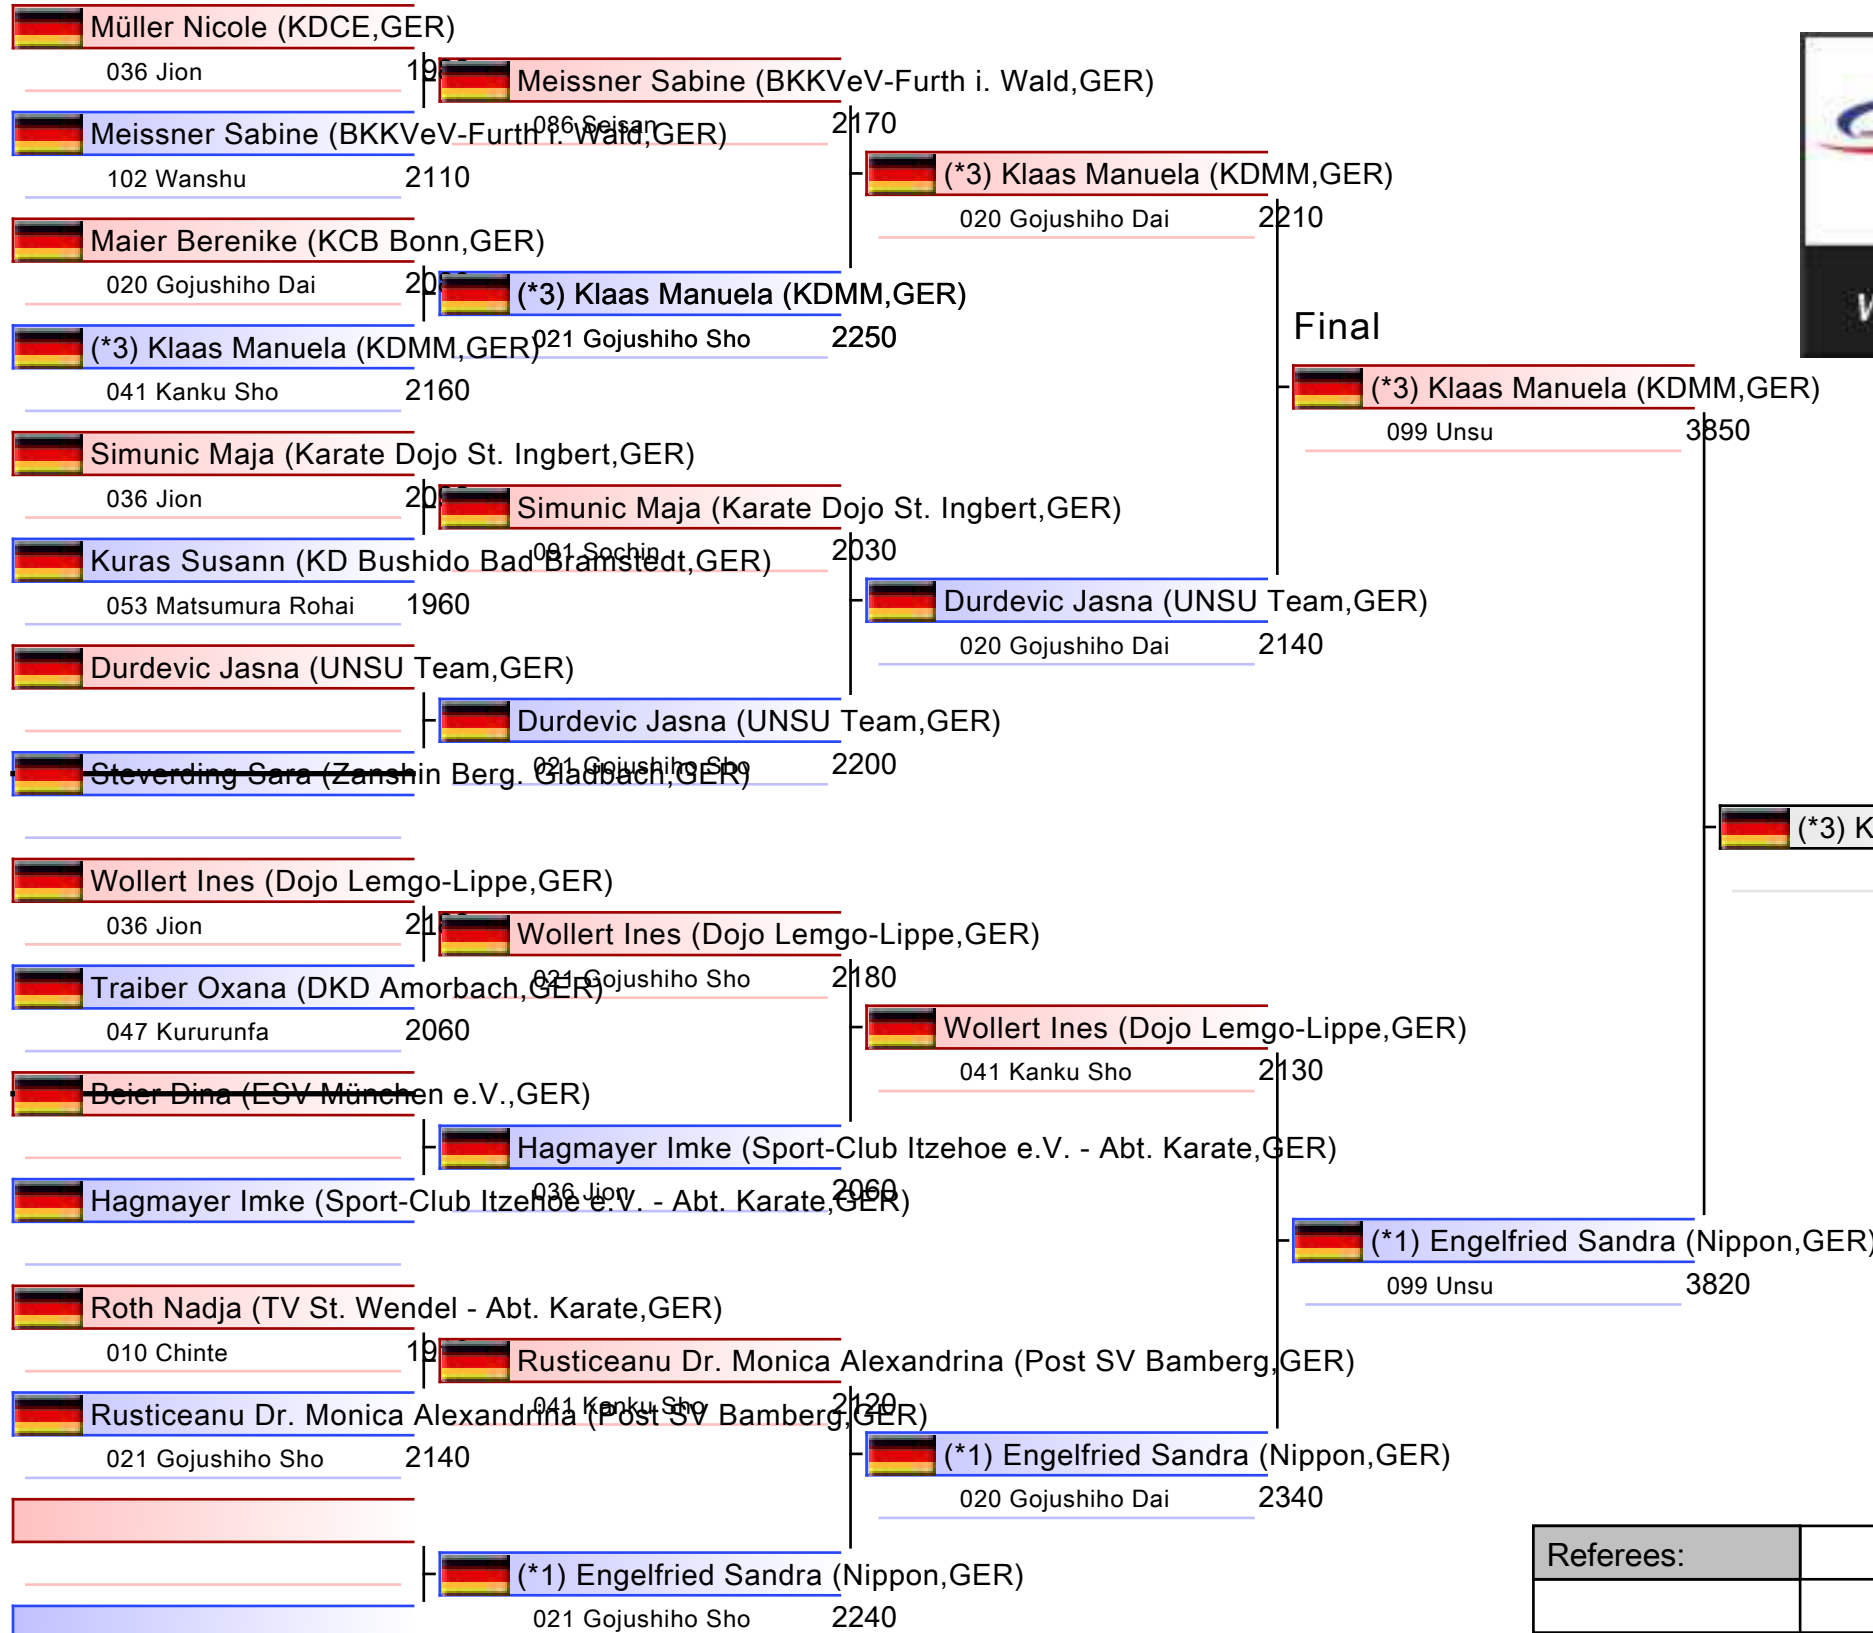 Müller Nicole (KDCE,GER)
036 Jion
Meissner Sabine (BKKVeV-Furth i. Wald,GER)
102 Wanshu 2110
Maier Berenike (KCB Bonn,GER)
020 Gojushiho Dai
(*3) Klaas Manuela (KDMM,GER)
041 Kanku Sho 2160
Simunic Maja (Karate Dojo St. Ingbert,GER)
036 Jion
Kuras Susann (KD Bushido Bad Bramstedt,GER)
053 Matsumura Rohai 1960
Durdevic Jasna (UNSU Team,GER)
Steverding Sara (Zanshin Berg. Gladbach,GER)
Wollert Ines (Dojo Lemgo-Lippe,GER)
036 Jion
Traiber Oxana (DKD Amorbach,GER)
047 Kururunfa 2060
Beier Dina (ESV München e.V.,GER)
Hagmayer Imke (Sport-Club Itzehoe e.V. - Abt. Karate,GER)
Roth Nadja (TV St. Wendel - Abt. Karate,GER)
010 Chinte
Rusticeanu Dr. Monica Alexandrina (Post SV Bamberg,GER)
021 Gojushiho Sho 2140
Meissner Sabine (BKKVeV-Furth i. Wald,GER)
086 Seisan 2170
(*3) Klaas Manuela (KDMM,GER)
021 Gojushiho Sho 2250
Simunic Maja (Karate Dojo St. Ingbert,GER)
091 Sochin 2030
Durdevic Jasna (UNSU Team,GER)
021 Gojushiho Sho 2200
Wollert Ines (Dojo Lemgo-Lippe,GER)
021 Gojushiho Sho 2180
Hagmayer Imke (Sport-Club Itzehoe e.V. - Abt. Karate,GER)
036 Jion 2060
Rusticeanu Dr. Monica Alexandrina (Post SV Bamberg,GER)
041 Kanku Sho 2120
(*1) Engelfried Sandra (Nippon,GER)
021 Gojushiho Sho 2240
(*3) Klaas Manuela (KDMM,GER)
020 Gojushiho Dai 2210
Durdevic Jasna (UNSU Team,GER)
020 Gojushiho Dai 2140
Wollert Ines (Dojo Lemgo-Lippe,GER)
041 Kanku Sho 2130
(*1) Engelfried Sandra (Nippon,GER)
020 Gojushiho Dai 2340
Final
(*3) Klaas Manuela (KDMM,GER)
099 Unsu 3850
(*1) Engelfried Sandra (Nippon,GER)
099 Unsu 3820
(*3) K
Referees: